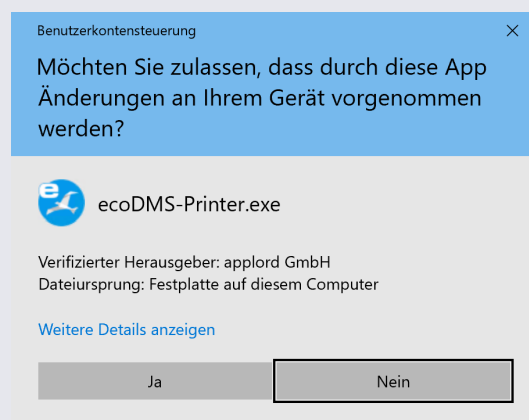 Benutzerkontensteuerung
Möchten Sie zulassen, dass durch diese App
Änderungen an Ihrem Gerät vorgenommen
werden?
e
ecoDMS-Printer.exe
Verifizierter Herausgeber: applord GmbH
Dateiursprung: Festplatte auf diesem Computer
Weitere Details anzeigen
Ja
Nein